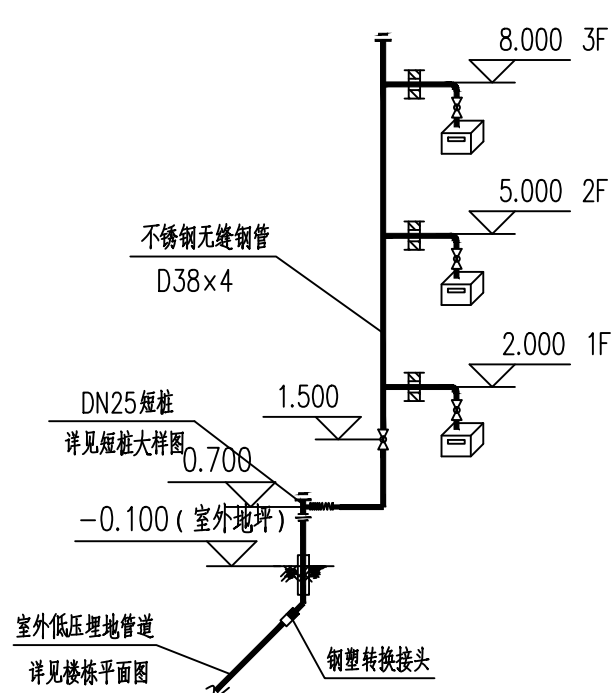 8.000 3F
5.000 2F
不锈钢无缝钢管
D38×4
2.000 1F
DN25短桩
1.500
详见短桩大样图
0.700
-0.100(室外地坪)
室外低压埋地管道
详见楼栋平面图
钢塑转换接头